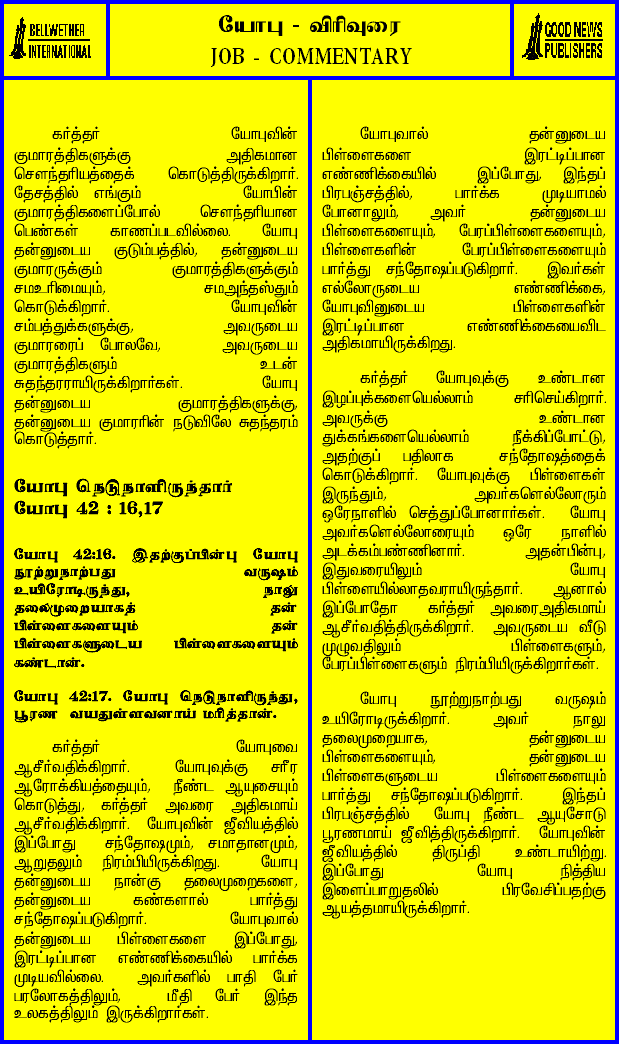 BELLWETHER
INTERNATIONAL
யோபு - விரிவுரை
JOB - COMMENTARY
GOOD NEWS
PUBLISHERS
கர்த்தர் யோபுவின்
குமாரத்திகளுக்கு அதிகமான
சௌந்தரியத்தைக் கொடுத்திருக்கிறார்.
தேசத்தில் எங்கும் யோபின்
குமாரத்திகளைப்போல் சௌந்தரியான
பெண்கள் காணப்படவில்லை. யோபு
தன்னுடைய குடும்பத்தில், தன்னுடைய
குமாரருக்கும் குமாரத்திகளுக்கும்
சமஉரிமையும், சமஅந்தஸ்தும்
கொடுக்கிறார். யோபுவின்
சம்பத்துக்களுக்கு, அவருடைய
குமாரரைப் போலவே, அவருடைய
குமாரத்திகளும் உடன்
சுதந்தரராயிருக்கிறார்கள். யோபு
தன்னுடைய குமாரத்திகளுக்கு,
தன்னுடைய குமாரரின் நடுவிலே சுதந்தரம்
கொடுத்தார்.
யோபு நெடுநாளிருந்தார்
யோபு 42 : 16,17
யோபு 42:16. இதற்குப்பின்பு யோபு
நூற்றுநாற்பது வருஷம்
உயிரோடிருந்து, நாலு
தலைமுறையாகத் தன்
பிள்ளைகளையும் தன்
பிள்ளைகளுடைய பிள்ளைகளையும்
கண்டான்.
யோபு 42:17. யோபு நெடுநாளிருந்து,
பூரண வயதுள்ளவனாய் மரித்தான்.
கர்த்தர் யோபுவை
ஆசீர்வதிக்கிறார். யோபுவுக்கு சரீர
ஆரோக்கியத்தையும், நீண்ட ஆயுசையும்
கொடுத்து, கர்த்தர் அவரை அதிகமாய்
ஆசீர்வதிக்கிறார். யோபுவின் ஜீவியத்தில்
இப்போது சந்தோஷமும், சமாதானமும்,
ஆறுதலும் நிரம்பியிருக்கிறது. யோபு
தன்னுடைய நான்கு தலைமுறைகளை,
தன்னுடைய கண்களால் பார்த்து
சந்தோஷப்படுகிறார். யோபுவால்
தன்னுடைய பிள்ளைகளை இப்போது,
இரட்டிப்பான எண்ணிக்கையில் பார்க்க
முடியவில்லை. அவர்களில் பாதி பேர்
பரலோகத்திலும், மீதி பேர் இந்த
உலகத்திலும் இருக்கிறார்கள்.
யோபுவால் தன்னுடைய
பிள்ளைகளை இரட்டிப்பான
எண்ணிக்கையில் இப்போது, இந்தப்
பிரபஞ்சத்தில், பார்க்க முடியாமல்
போனாலும், அவர் தன்னுடைய
பிள்ளைகளையும், பேரப்பிள்ளைகளையும்,
பிள்ளைகளின் பேரப்பிள்ளைகளையும்
பார்த்து சந்தோஷப்படுகிறார். இவர்கள்
எல்லோருடைய எண்ணிக்கை,
யோபுவினுடைய பிள்ளைகளின்
இரட்டிப்பான எண்ணிக்கையைவிட
அதிகமாயிருக்கிறது.
கர்த்தர் யோபுவுக்கு உண்டான
இழப்புக்களையெல்லாம் சரிசெய்கிறார்.
அவருக்கு உண்டான
துக்கங்களையெல்லாம் நீக்கிப்போட்டு,
அதற்குப் பதிலாக சந்தோஷத்தைக்
கொடுக்கிறார். யோபுவுக்கு பிள்ளைகள்
இருந்தும், அவர்களெல்லோரும்
ஒரேநாளில் செத்துப்போனார்கள். யோபு
அவர்களெல்லோரையும் ஒரே நாளில்
அடக்கம்பண்ணினார். அதன்பின்பு,
இதுவரையிலும் யோபு
பிள்ளையில்லாதவராயிருந்தார். ஆனால்
இப்போதோ கர்த்தர் அவரைஅதிகமாய்
ஆசீர்வதித்திருக்கிறார். அவருடைய வீடு
முழுவதிலும் பிள்ளைகளும்,
பேரப்பிள்ளைகளும் நிரம்பியிருக்கிறார்கள்.
யோபு நூற்றுநாற்பது வருஷம்
உயிரோடிருக்கிறார். அவர் நாலு
தலைமுறையாக, தன்னுடைய
பிள்ளைகளையும், தன்னுடைய
பிள்ளைகளுடைய பிள்ளைகளையும்
பார்த்து சந்தோஷப்படுகிறார். இந்தப்
பிரபஞ்சத்தில் யோபு நீண்ட ஆயுசோடு
பூரணமாய் ஜீவித்திருக்கிறார். யோபுவின்
ஜீவியத்தில் திருப்தி உண்டாயிற்று.
இப்போது யோபு நித்திய
இளைப்பாறுதலில் பிரவேசிப்பதற்கு
ஆயத்தமாயிருக்கிறார்.